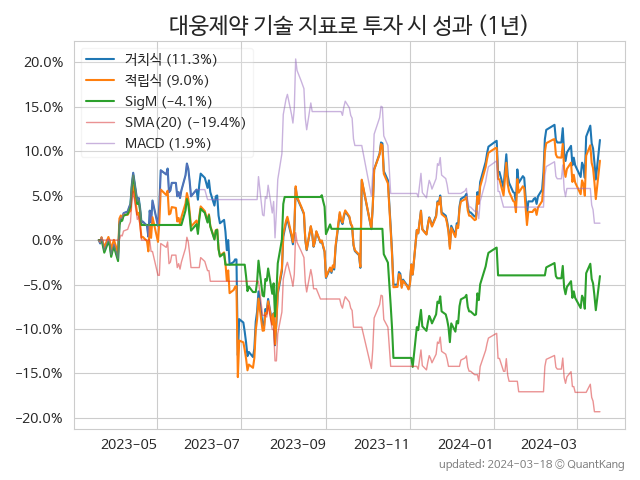 대웅제약 기술 지표로 투자 시 성과 (1년)
거치식 (11.3%)
적립식 (9.0%)
SigM (−4.1%)
SMA(20) (−19.4%)
MACD (1.9%)
20.0%
15.0%
10.0%
5.0%
0.0%
−5.0%
−10.0%
−15.0%
−20.0%
2023-05 2023-07 2023-09 2023-11 2024-01 2024-03
updated: 2024-03-18 © QuantKang